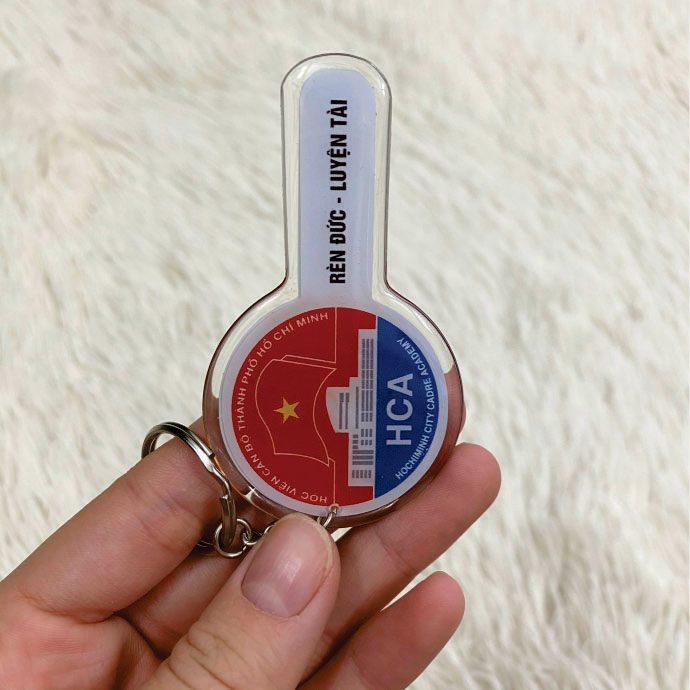 RÈN ĐỨC - LUYỆN TÀI
HỌC VIỆN CÁN BỘ THÀNH PHỐ HỒ CHÍ MINH
HCA
HOCHIMINH CITY CADRE ACADEMY